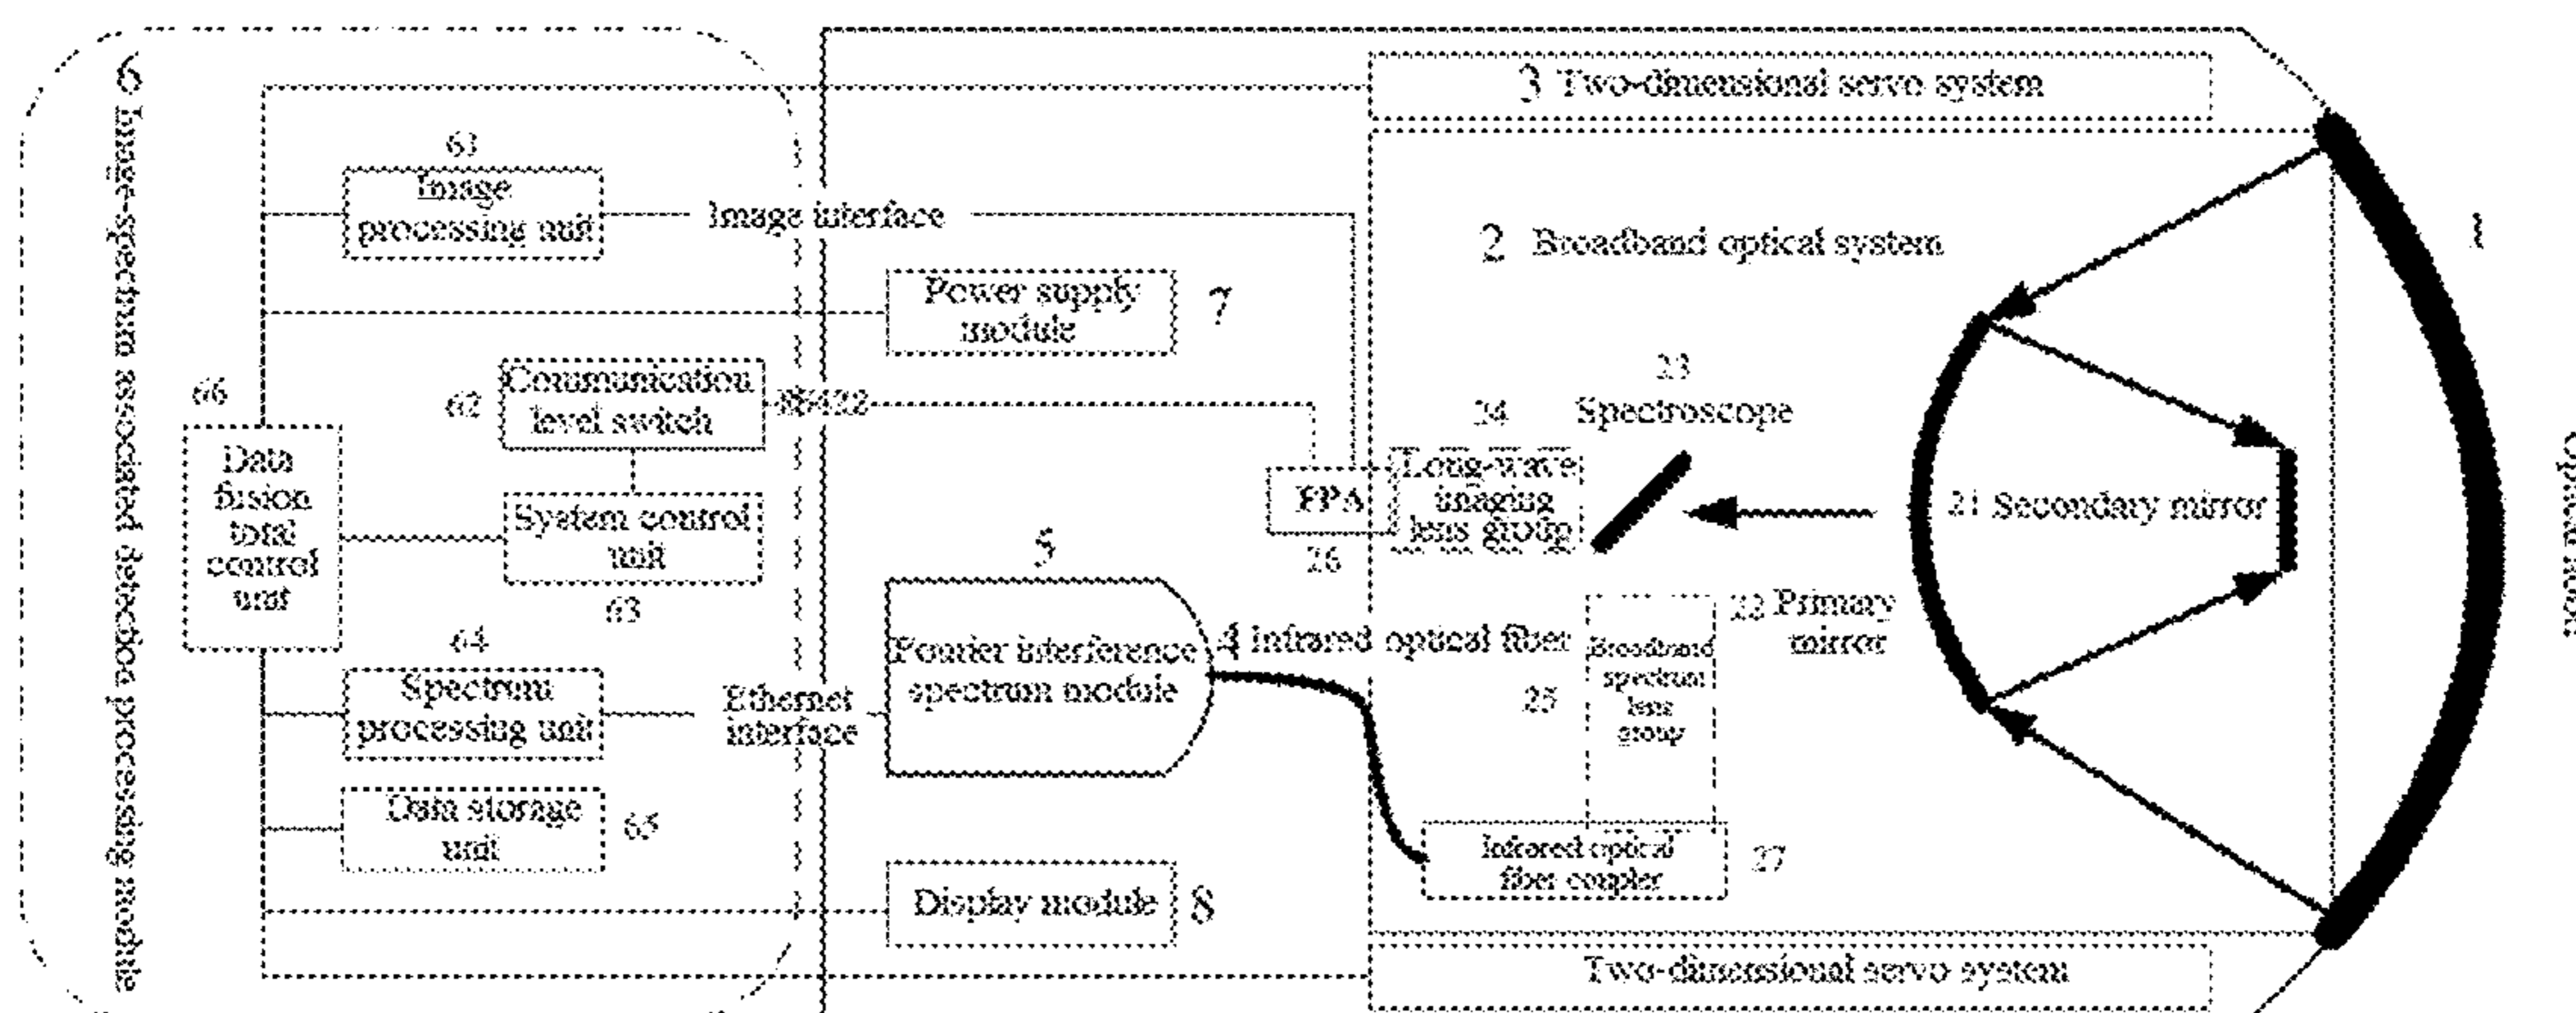 6 Image-spectrum associated detection processing module
3 Two-dimensional servo system
61
Image
processing unit
Image interface
2 Broadband optical system
1
Power supply
module
7
66
62
Communication
level switch
RS422
23
Spectroscope
24
Long-wave
imaging
lens group
FPA
26
Data
fusion
total
control
unit
System control
unit
63
21 Secondary mirror
5
Fourier interference
spectrum module
4 Infrared optical fiber
22 Primary
mirror
25
Broadband
spectrum
lens
group
64
Spectrum
processing unit
Ethernet
interface
Data storage
unit
65
Infrared optical
fiber coupler
27
Display module
8
Two-dimensional servo system